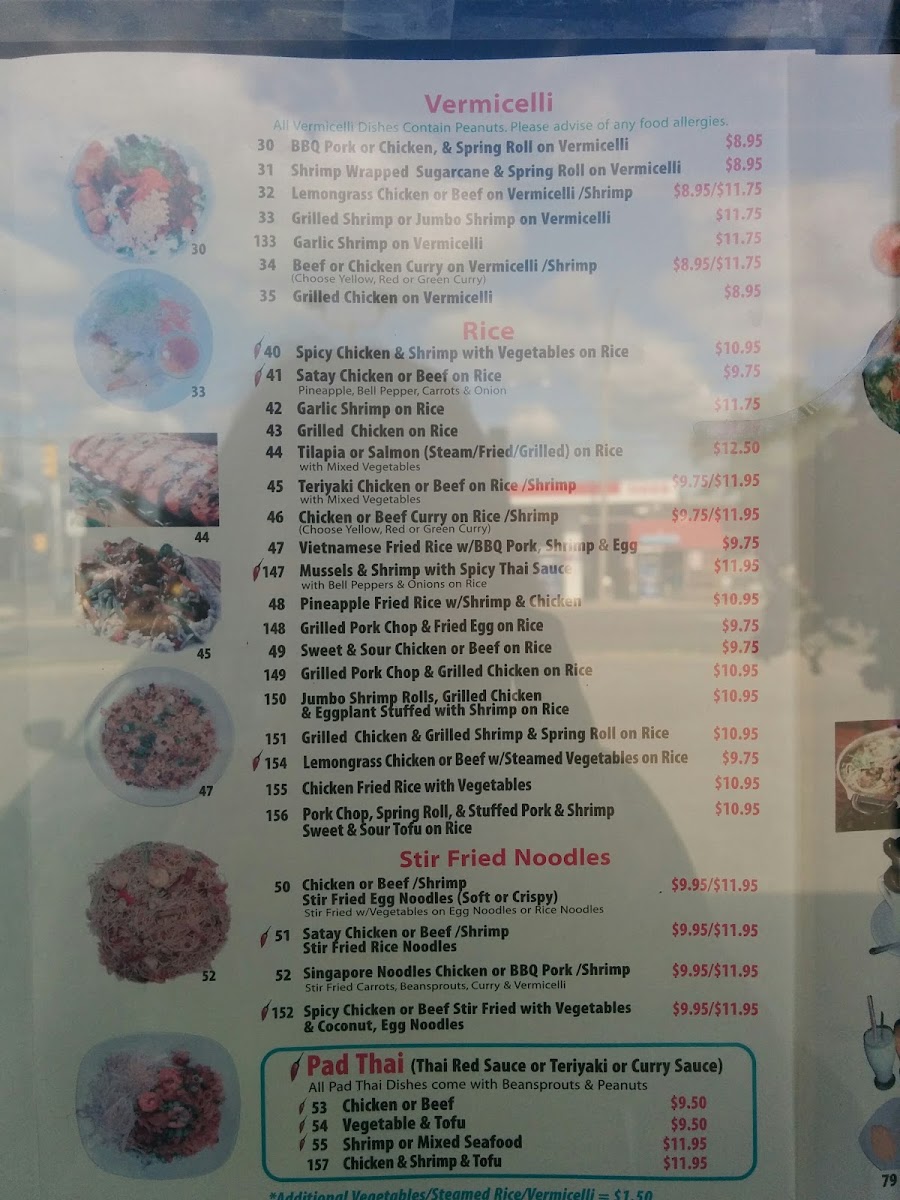 Vermicelli
All Vermicelli Dishes Contain Peanuts. Please advise of any food allergies.
30 BBQ Pork or Chicken, & Spring Roll on Vermicelli $8.95
31 Shrimp Wrapped Sugarcane & Spring Roll on Vermicelli $8.95
32 Lemongrass Chicken or Beef on Vermicelli /Shrimp $8.95/$11.75
33 Grilled Shrimp or Jumbo Shrimp on Vermicelli $11.75
133 Garlic Shrimp on Vermicelli $11.75
34 Beef or Chicken Curry on Vermicelli /Shrimp $8.95/$11.75
(Choose Yellow, Red or Green Curry)
35 Grilled Chicken on Vermicelli $8.95
30
33
Rice
40 Spicy Chicken & Shrimp with Vegetables on Rice $10.95
41 Satay Chicken or Beef on Rice $9.75
Pineapple, Bell Pepper, Carrots & Onion
42 Garlic Shrimp on Rice $11.75
43 Grilled Chicken on Rice
44 Tilapia or Salmon (Steam/Fried/Grilled) on Rice $12.50
with Mixed Vegetables
45 Teriyaki Chicken or Beef on Rice /Shrimp $9.75/$11.95
with Mixed Vegetables
46 Chicken or Beef Curry on Rice /Shrimp $9.75/$11.95
(Choose Yellow, Red or Green Curry)
47 Vietnamese Fried Rice w/BBQ Pork, Shrimp & Egg $9.75
147 Mussels & Shrimp with Spicy Thai Sauce $11.95
with Bell Peppers & Onions on Rice
48 Pineapple Fried Rice w/Shrimp & Chicken $10.95
148 Grilled Pork Chop & Fried Egg on Rice $9.75
49 Sweet & Sour Chicken or Beef on Rice $9.75
149 Grilled Pork Chop & Grilled Chicken on Rice $10.95
150 Jumbo Shrimp Rolls, Grilled Chicken $10.95
& Eggplant Stuffed with Shrimp on Rice
151 Grilled Chicken & Grilled Shrimp & Spring Roll on Rice $10.95
154 Lemongrass Chicken or Beef w/Steamed Vegetables on Rice $9.75
155 Chicken Fried Rice with Vegetables $10.95
156 Pork Chop, Spring Roll, & Stuffed Pork & Shrimp $10.95
Sweet & Sour Tofu on Rice
44
45
47
Stir Fried Noodles
50 Chicken or Beef /Shrimp $9.95/$11.95
Stir Fried Egg Noodles (Soft or Crispy)
Stir Fried w/Vegetables on Egg Noodles or Rice Noodles
51 Satay Chicken or Beef /Shrimp $9.95/$11.95
Stir Fried Rice Noodles
52 Singapore Noodles Chicken or BBQ Pork /Shrimp $9.95/$11.95
Stir Fried Carrots, Beansprouts, Curry & Vermicelli
152 Spicy Chicken or Beef Stir Fried with Vegetables $9.95/$11.95
& Coconut, Egg Noodles
52
Pad Thai (Thai Red Sauce or Teriyaki or Curry Sauce)
All Pad Thai Dishes come with Beansprouts & Peanuts
53 Chicken or Beef $9.50
54 Vegetable & Tofu $9.50
55 Shrimp or Mixed Seafood $11.95
157 Chicken & Shrimp & Tofu $11.95
*Additional Vegetables/Steamed Rice/Vermicelli = $1.50
79